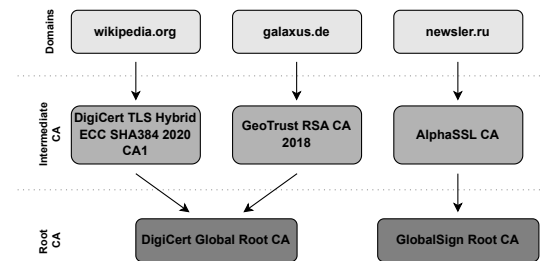 Domains
wikipedia.org
galaxus.de
newsler.ru
Intermediate
CA
DigiCert TLS Hybrid
ECC SHA384 2020
CA1
GeoTrust RSA CA
2018
AlphaSSL CA
Root
CA
DigiCert Global Root CA
GlobalSign Root CA